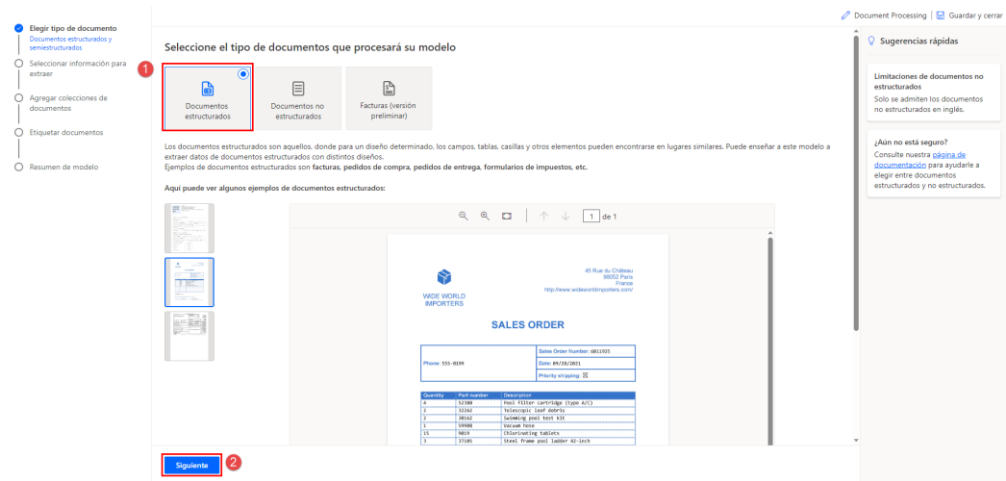 Document Processing
Guardar y cerrar
Elegir tipo de documento
Documentos estructurados y
semiestructurados
Seleccionar información para
extraer
Agregar colecciones de
documentos
Etiquetar documentos
Resumen de modelo
Seleccione el tipo de documentos que procesará su modelo
1
Documentos
estructurados
Documentos no
estructurados
Facturas (versión
preliminar)
Los documentos estructurados son aquellos, donde para un diseño determinado, los campos, tablas, casillas y otros elementos pueden encontrarse en lugares similares. Puede enseñar a este modelo a
extraer datos de documentos estructurados con distintos diseños.
Ejemplos de documentos estructurados son facturas, pedidos de compra, pedidos de entrega, formularios de impuestos, etc.
Aquí puede ver algunos ejemplos de documentos estructurados:
1 de 1
WIDE WORLD
IMPORTERS
45 Rue du Château
98052 Paris
France
http://www.wideworldimporters.com/
SALES ORDER
Phone: 555-0199
Sales Order Number: 6011925
Date: 09/28/2021
Priority shipping:
Quantity Part number Description
4 52380 Pool filter cartridge (type A/C)
2 32262 Telescopic leaf debris
2 30162 Swimming pool test kit
1 59900 Vacuum hose
15 9019 Chlorinating tablets
3 37105 Steel frame pool ladder 42-inch
Siguiente
2
Sugerencias rápidas
Limitaciones de documentos no
estructurados
Solo se admiten los documentos
no estructurados en inglés.
¿Aún no está seguro?
Consulte nuestra página de
documentación para ayudarle a
elegir entre documentos
estructurados y no estructurados.